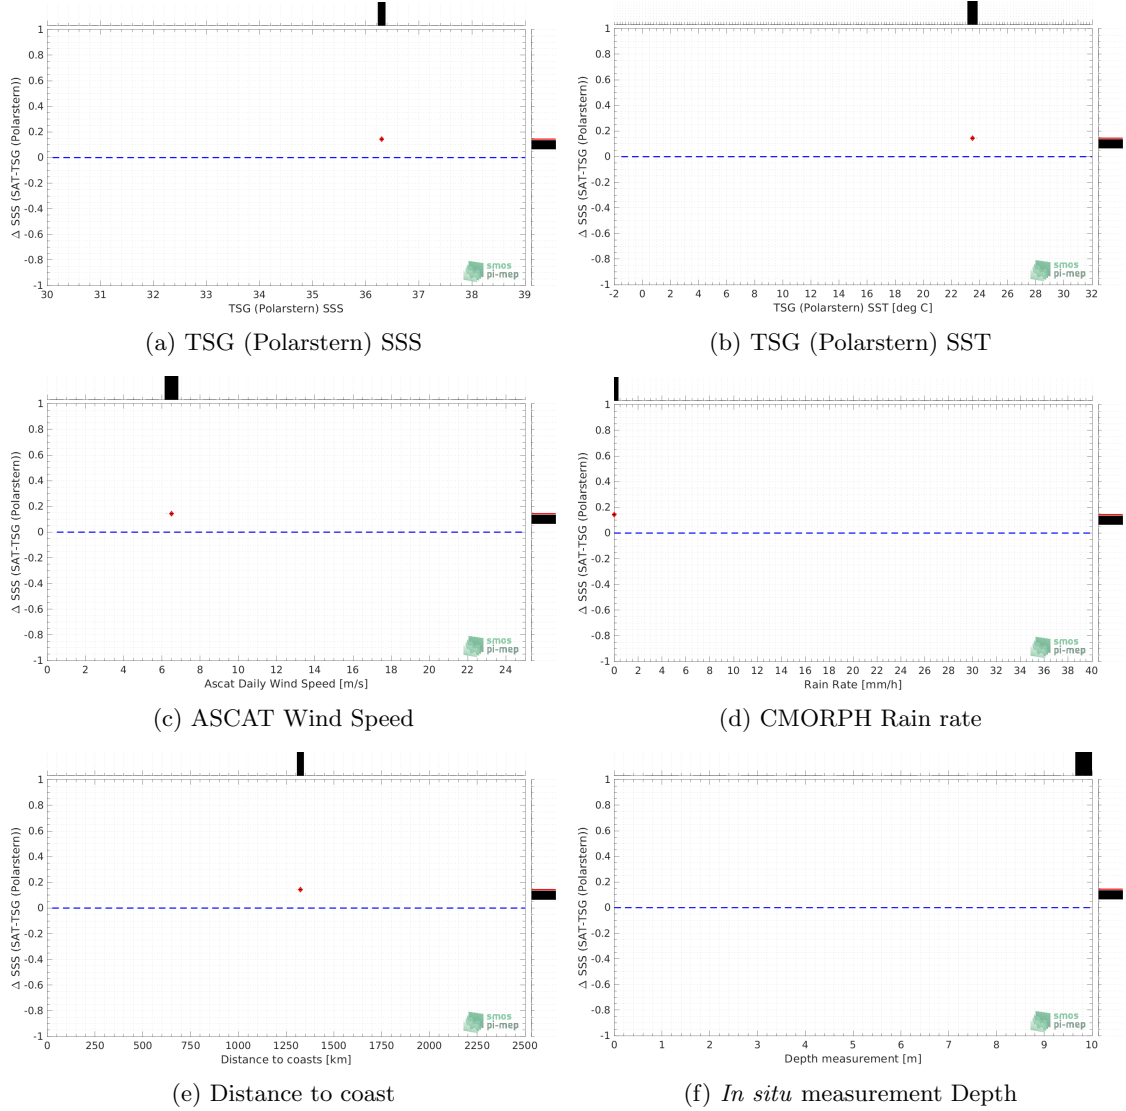 1
0.8
0.6
0.4
0.2
0
-0.2
-0.4
-0.6
-0.8
-1
Δ SSS (SAT-TSG (Polarstern))
smos
pi-mep
30 31 32 33 34 35 36 37 38 39
TSG (Polarstern) SSS
(a) TSG (Polarstern) SSS
1
0.8
0.6
0.4
0.2
0
-0.2
-0.4
-0.6
-0.8
-1
Δ SSS (SAT-TSG (Polarstern))
smos
pi-mep
-2 0 2 4 6 8 10 12 14 16 18 20 22 24 26 28 30 32
TSG (Polarstern) SST [deg C]
(b) TSG (Polarstern) SST
1
0.8
0.6
0.4
0.2
0
-0.2
-0.4
-0.6
-0.8
-1
Δ SSS (SAT-TSG (Polarstern))
smos
pi-mep
0 2 4 6 8 10 12 14 16 18 20 22 24
Ascat Daily Wind Speed [m/s]
(c) ASCAT Wind Speed
1
0.8
0.6
0.4
0.2
0
-0.2
-0.4
-0.6
-0.8
-1
Δ SSS (SAT-TSG (Polarstern))
smos
pi-mep
0 2 4 6 8 10 12 14 16 18 20 22 24 26 28 30 32 34 36 38 40
Rain Rate [mm/h]
(d) CMORPH Rain rate
1
0.8
0.6
0.4
0.2
0
-0.2
-0.4
-0.6
-0.8
-1
Δ SSS (SAT-TSG (Polarstern))
smos
pi-mep
0 250 500 750 1000 1250 1500 1750 2000 2250 2500
Distance to coasts [km]
(e) Distance to coast
1
0.8
0.6
0.4
0.2
0
-0.2
-0.4
-0.6
-0.8
-1
Δ SSS (SAT-TSG (Polarstern))
smos
pi-mep
0 1 2 3 4 5 6 7 8 9 10
Depth measurement [m]
(f) In situ measurement Depth